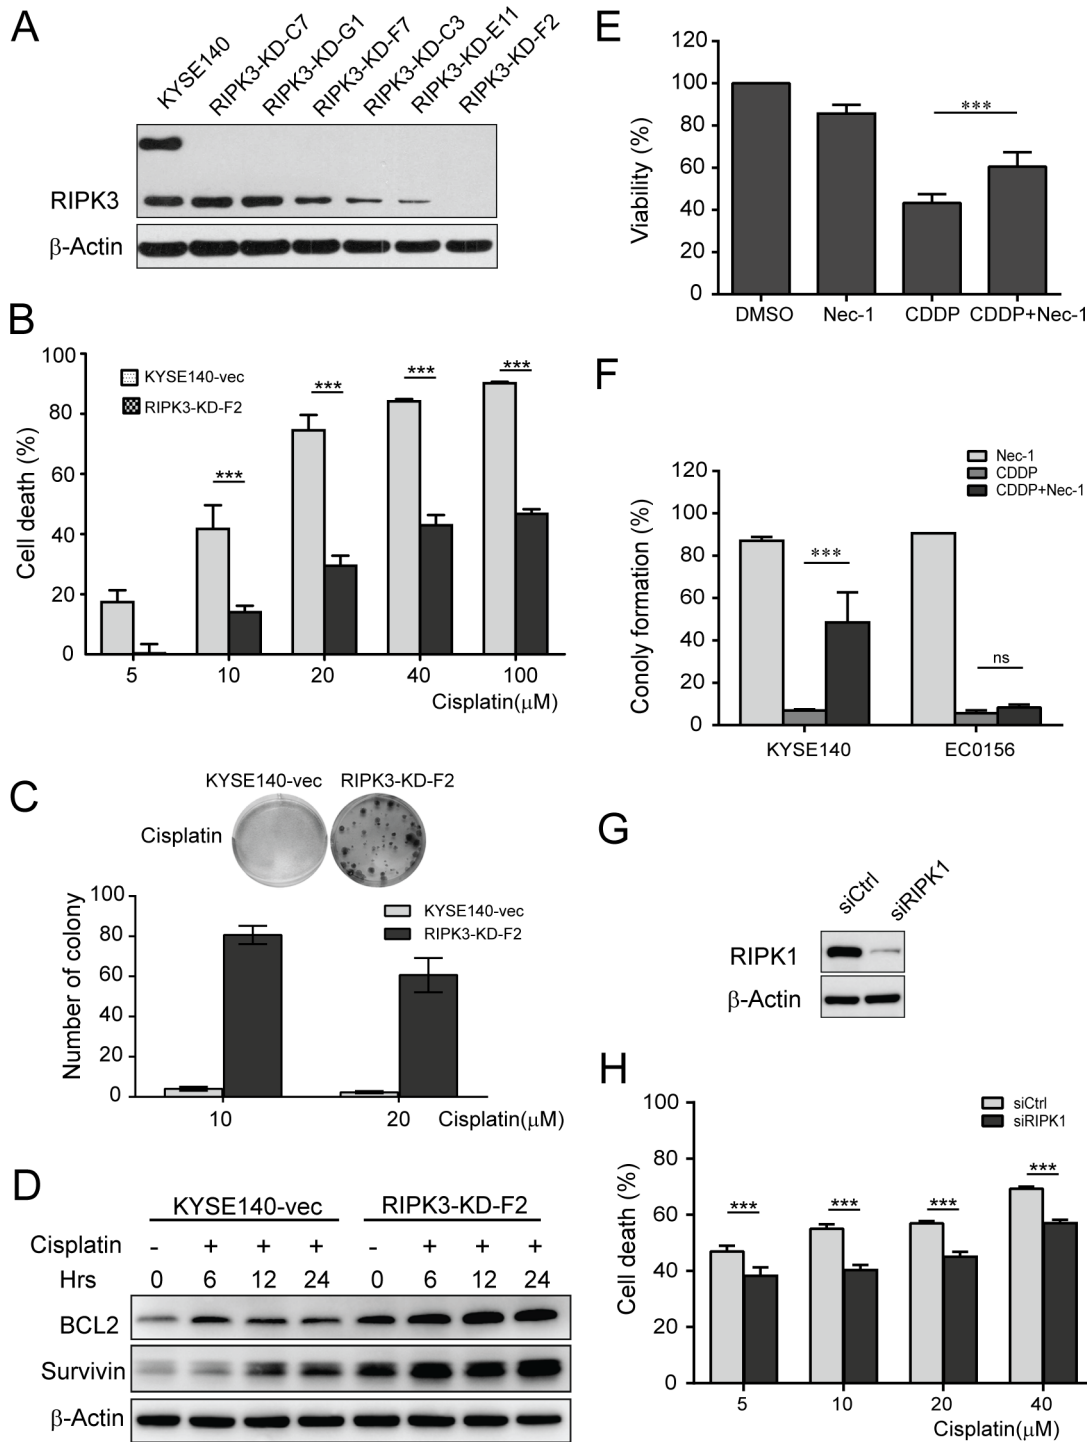 A
KYSE140
RIPK3-KD-C7
RIPK3-KD-G1
RIPK3-KD-F7
RIPK3-KD-C3
RIPK3-KD-E11
RIPK3-KD-F2
RIPK3
β-Actin
B
100
80
60
40
20
0
Cell death (%)
KYSE140-vec
RIPK3-KD-F2
***
***
***
***
5 10 20 40 100
Cisplatin(μM)
C
KYSE140-vec RIPK3-KD-F2
Cisplatin
100
80
60
40
20
0
Number of colony
KYSE140-vec
RIPK3-KD-F2
10 20 Cisplatin(μM)
D
KYSE140-vec RIPK3-KD-F2
Cisplatin - + + + - + + +
Hrs 0 6 12 24 0 6 12 24
BCL2
Survivin
β-Actin
E
120
100
80
60
40
20
0
Viability (%)
***
DMSO Nec-1 CDDP CDDP+Nec-1
F
Nec-1
CDDP
CDDP+Nec-1
120
100
80
60
40
20
0
Conoly formation (%)
***
ns
KYSE140 EC0156
G
siCtrl
siRIPK1
RIPK1
β-Actin
H
100
80
60
40
20
0
Cell death (%)
siCtrl
siRIPK1
***
***
***
***
5 10 20 40
Cisplatin(μM)